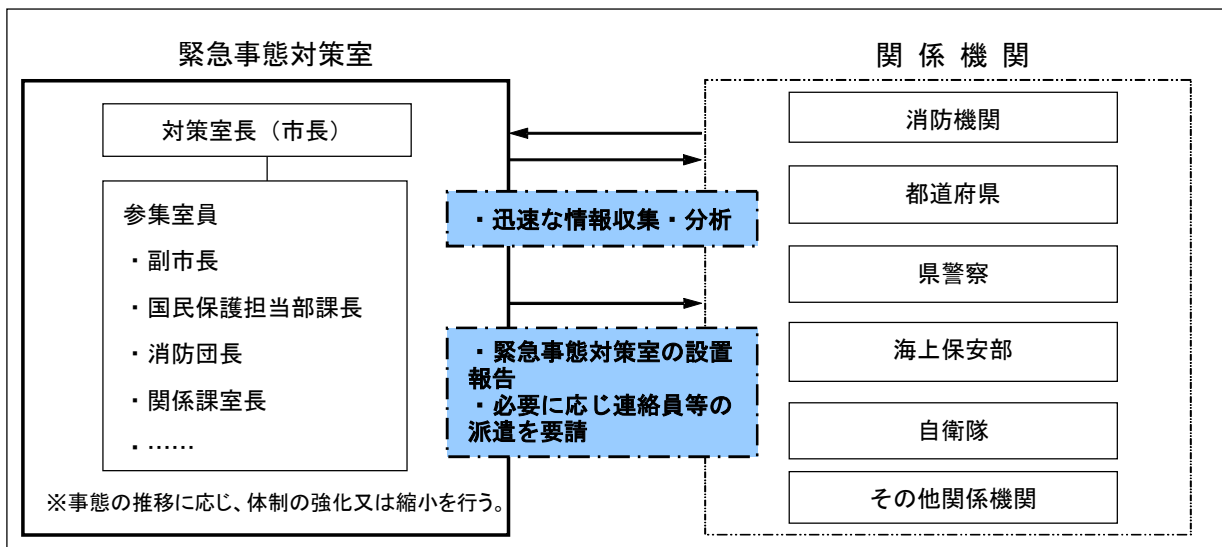 緊急事態対策室
対策室長（市長）
参集室員
・副市長
・国民保護担当部課長
・消防団長
・関係課室長
・……
※事態の推移に応じ、体制の強化又は縮小を行う。
・迅速な情報収集・分析
・緊急事態対策室の設置
報告
・必要に応じ連絡員等の
派遣を要請
関 係 機 関
消防機関
都道府県
県警察
海上保安部
自衛隊
その他関係機関